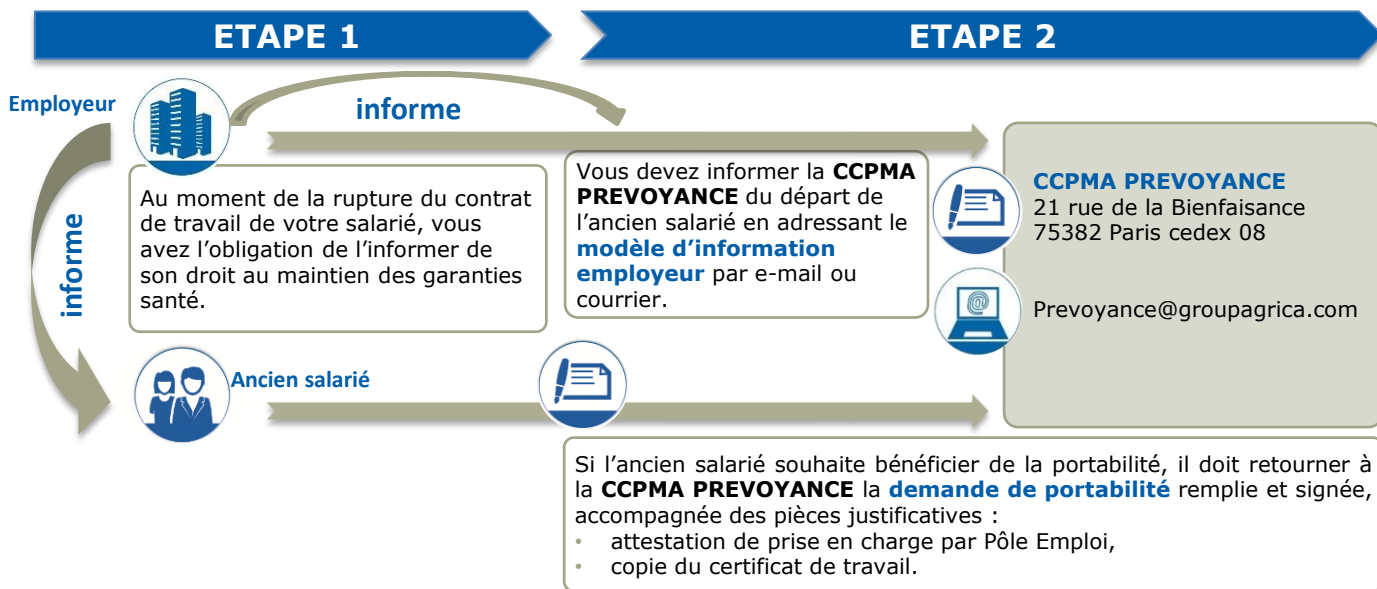 ETAPE 1
ETAPE 2
Employeur
informe
informe
Au moment de la rupture du contrat
de travail de votre salarié, vous
avez l’obligation de l’informer de
son droit au maintien des garanties
santé.
Vous devez informer la CCPMA
PREVOYANCE du départ de
l’ancien salarié en adressant le
modèle d’information
employeur par e-mail ou
courrier.
CCPMA PREVOYANCE
21 rue de la Bienfaisance
75382 Paris cedex 08
Prevoyance@groupagrica.com
Ancien salarié
Si l’ancien salarié souhaite bénéficier de la portabilité, il doit retourner à
la CCPMA PREVOYANCE la demande de portabilité remplie et signée,
accompagnée des pièces justificatives :
• attestation de prise en charge par Pôle Emploi,
• copie du certificat de travail.